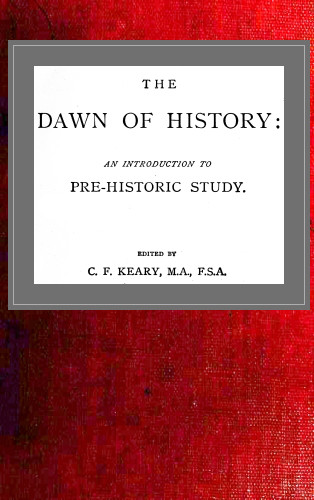 THE
DAWN OF HISTORY:
AN INTRODUCTION TO
PRE-HISTORIC STUDY.
EDITED BY
C. F. KEARY, M.A., F.S.A.